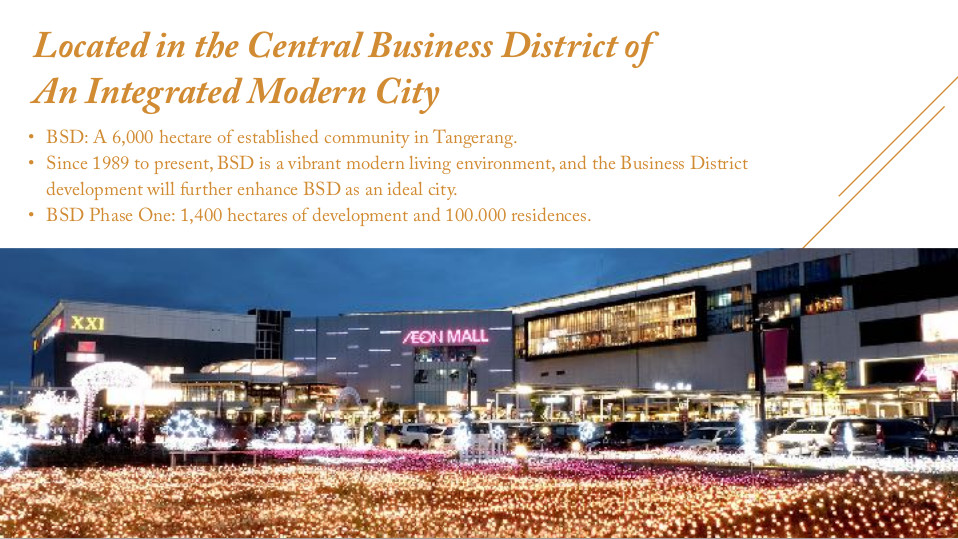 Located in the Central Business District of
An Integrated Modern City
• BSD: A 6,000 hectare of established community in Tangerang.
• Since 1989 to present, BSD is a vibrant modern living environment, and the Business District
development will further enhance BSD as an ideal city.
• BSD Phase One: 1,400 hectares of development and 100.000 residences.
XXI
ÆON MALL